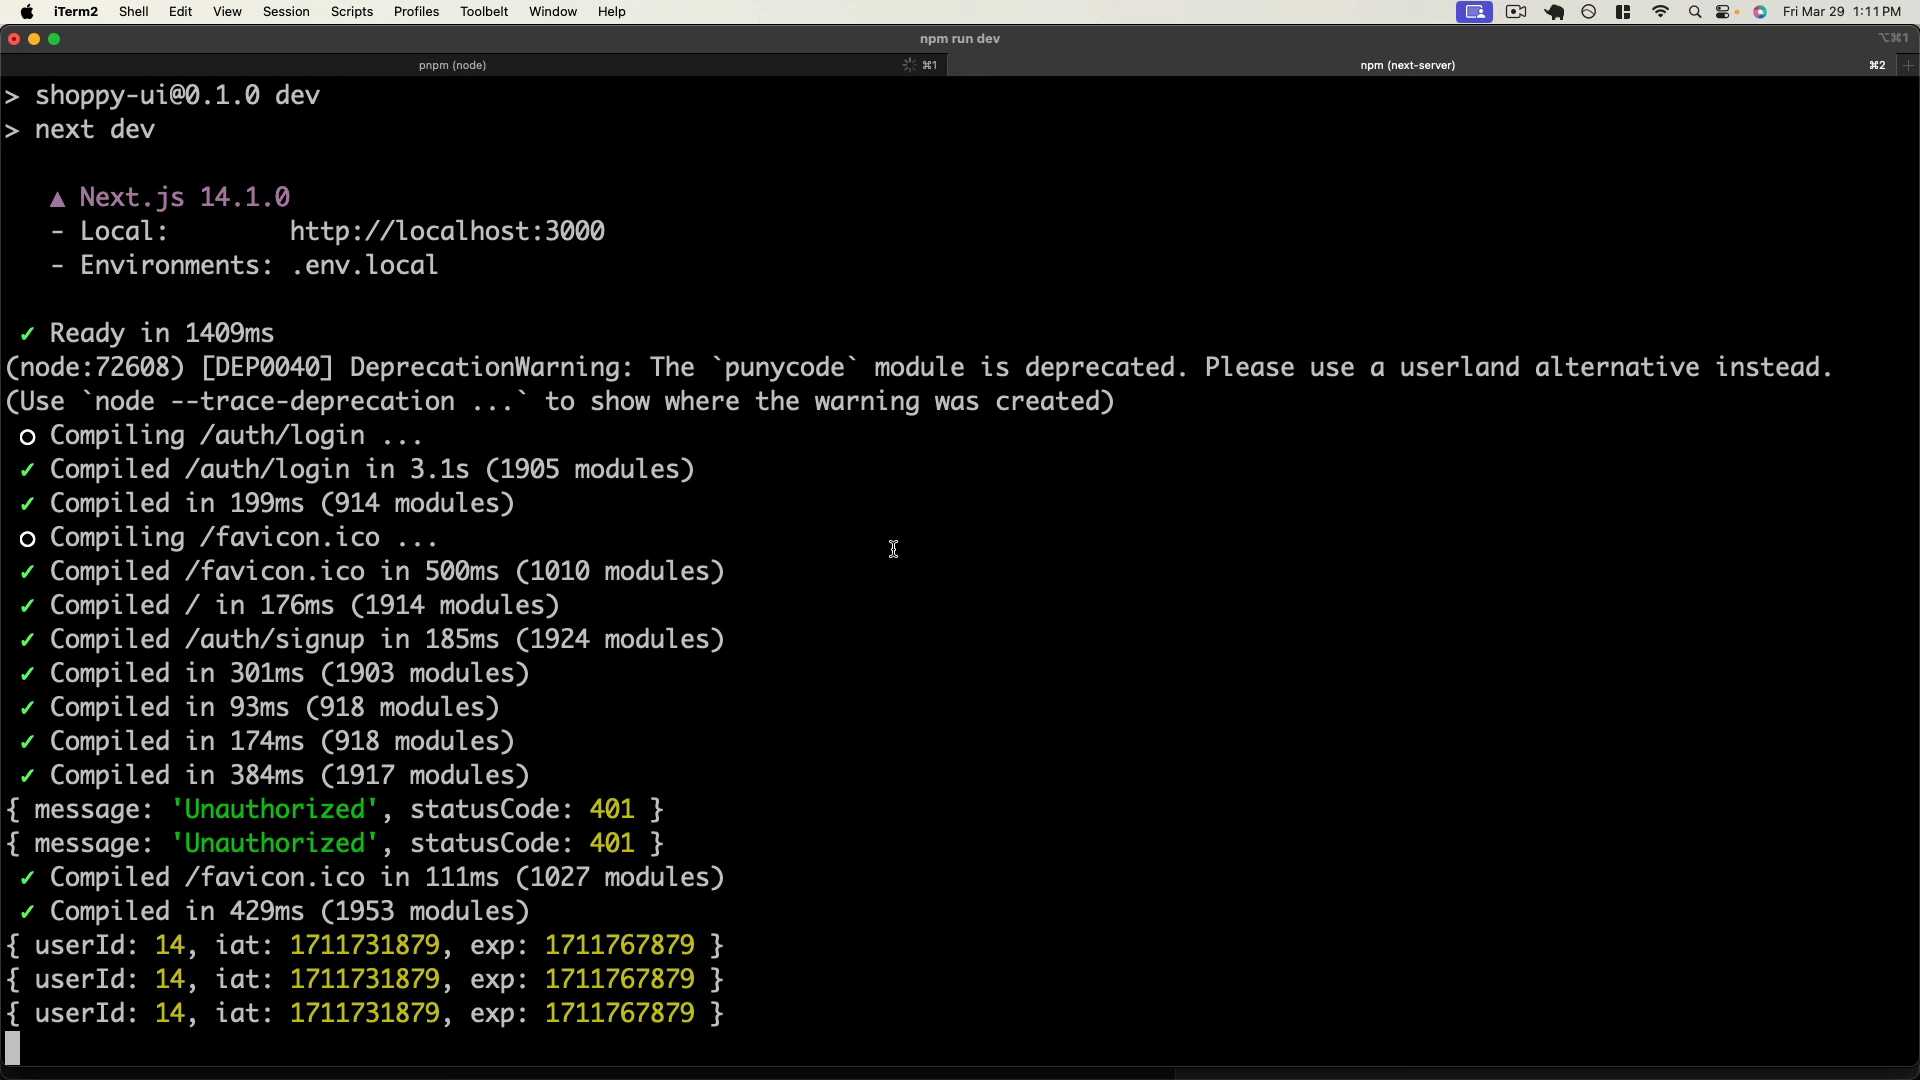 iTerm2 Shell Edit View Session Scripts Profiles Toolbelt Window Help Fri Mar 29 1:11 PM
npm run dev ⌥⌘1
pnpm (node) ⌘1 npm (next-server) ⌘2
> shoppy-ui@0.1.0 dev
> next dev
▲ Next.js 14.1.0
- Local: http://localhost:3000
- Environments: .env.local
✓ Ready in 1409ms
(node:72608) [DEP0040] DeprecationWarning: The `punycode` module is deprecated. Please use a userland alternative instead.
(Use `node --trace-deprecation ...` to show where the warning was created)
○ Compiling /auth/login ...
✓ Compiled /auth/login in 3.1s (1905 modules)
✓ Compiled in 199ms (914 modules)
○ Compiling /favicon.ico ...
✓ Compiled /favicon.ico in 500ms (1010 modules)
✓ Compiled / in 176ms (1914 modules)
✓ Compiled /auth/signup in 185ms (1924 modules)
✓ Compiled in 301ms (1903 modules)
✓ Compiled in 93ms (918 modules)
✓ Compiled in 174ms (918 modules)
✓ Compiled in 384ms (1917 modules)
{ message: 'Unauthorized', statusCode: 401 }
{ message: 'Unauthorized', statusCode: 401 }
✓ Compiled /favicon.ico in 111ms (1027 modules)
✓ Compiled in 429ms (1953 modules)
{ userId: 14, iat: 1711731879, exp: 1711767879 }
{ userId: 14, iat: 1711731879, exp: 1711767879 }
{ userId: 14, iat: 1711731879, exp: 1711767879 }